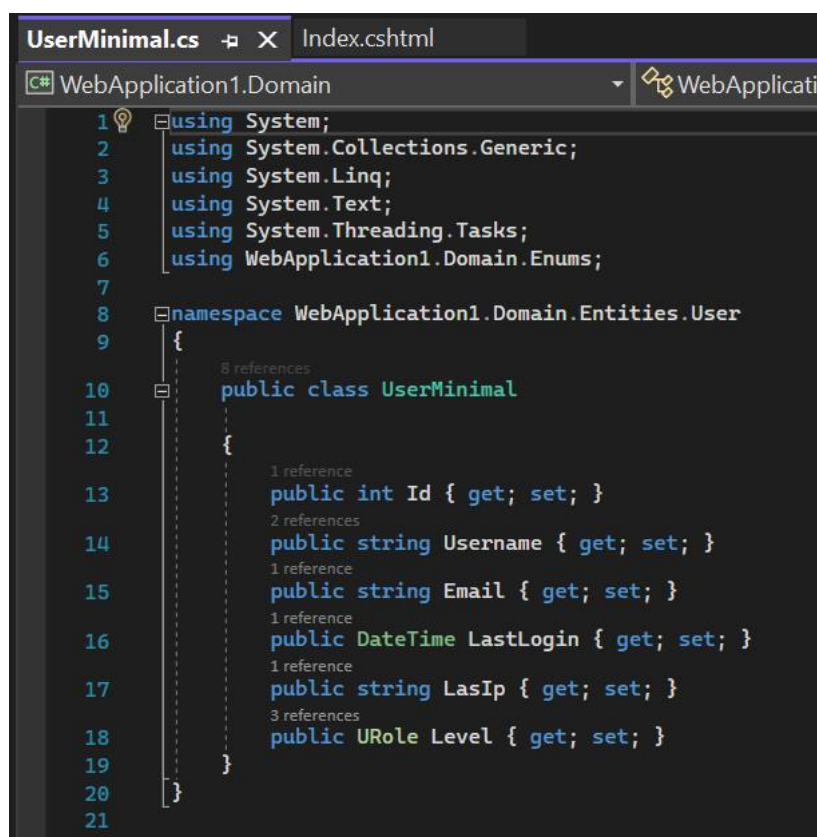 UserMinimal.cs Index.cshtml
C# WebApplication1.Domain WebApplicati
1 using System;
2 using System.Collections.Generic;
3 using System.Linq;
4 using System.Text;
5 using System.Threading.Tasks;
6 using WebApplication1.Domain.Enums;
7
8 namespace WebApplication1.Domain.Entities.User
9 {
8 references
10 public class UserMinimal
11
12 {
1 reference
13 public int Id { get; set; }
2 references
14 public string Username { get; set; }
1 reference
15 public string Email { get; set; }
1 reference
16 public DateTime LastLogin { get; set; }
1 reference
17 public string LasIp { get; set; }
3 references
18 public URole Level { get; set; }
19 }
20 }
21